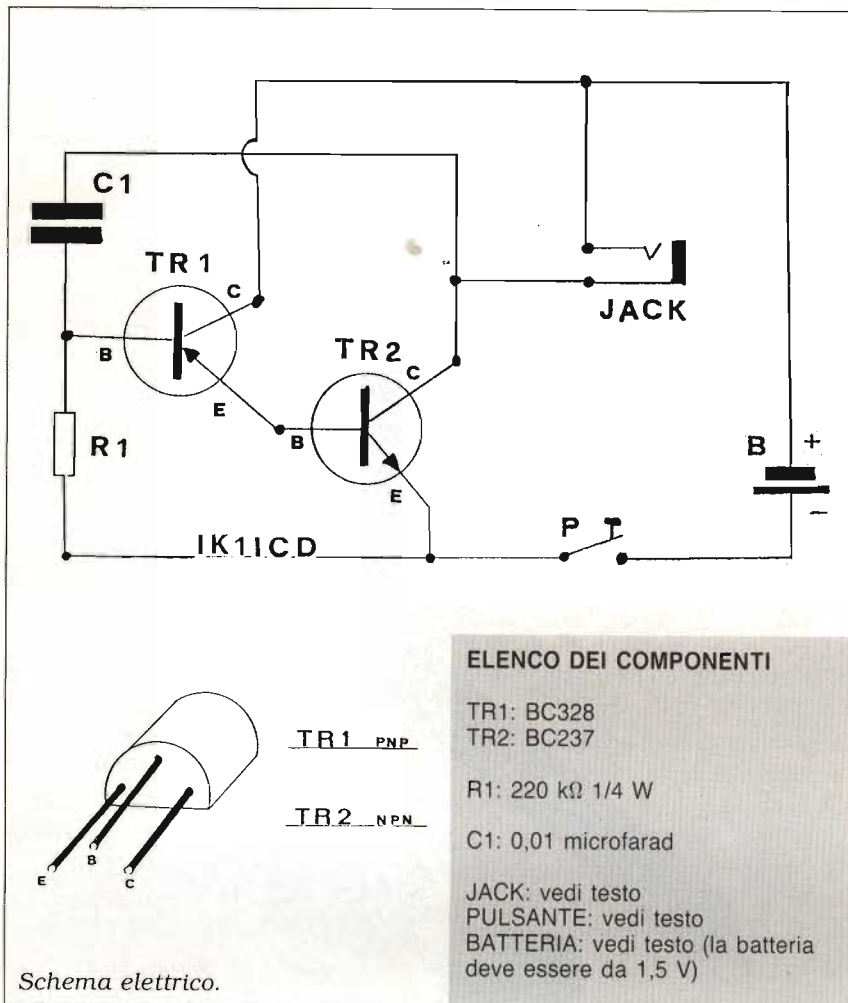 C1
TR1
C
B
E
R1
TR2
C
B
E
JACK
B
+
−
P
IK1ICD
TR1 PNP
TR2 NPN
E
B
C
Schema elettrico.
ELENCO DEI COMPONENTI
TR1: BC328
TR2: BC237
R1: 220 kΩ 1/4 W
C1: 0,01 microfarad
JACK: vedi testo
PULSANTE: vedi testo
BATTERIA: vedi testo (la batteria
deve essere da 1,5 V)